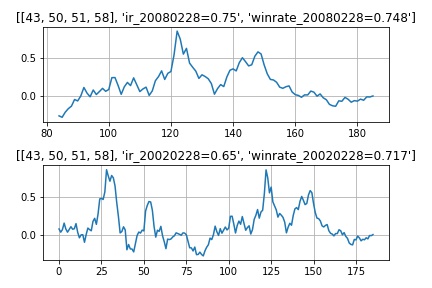 [[43, 50, 51, 58], 'ir_20080228=0.75', 'winrate_20080228=0.748']
0.5
0.0
80 100 120 140 160 180
[[43, 50, 51, 58], 'ir_20020228=0.65', 'winrate_20020228=0.717']
0.5
0.0
0 25 50 75 100 125 150 175